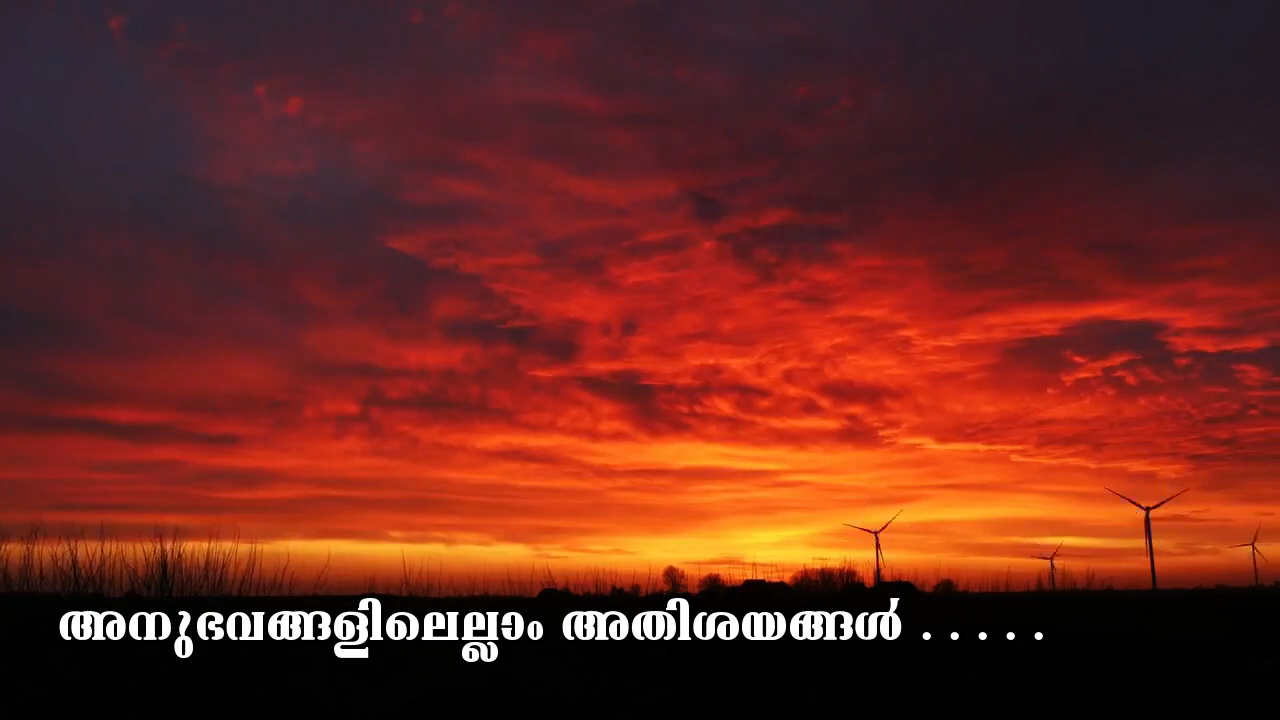 അനുഭവങ്ങളിലെല്ലാം അതിശയങ്ങൾ . . . . .